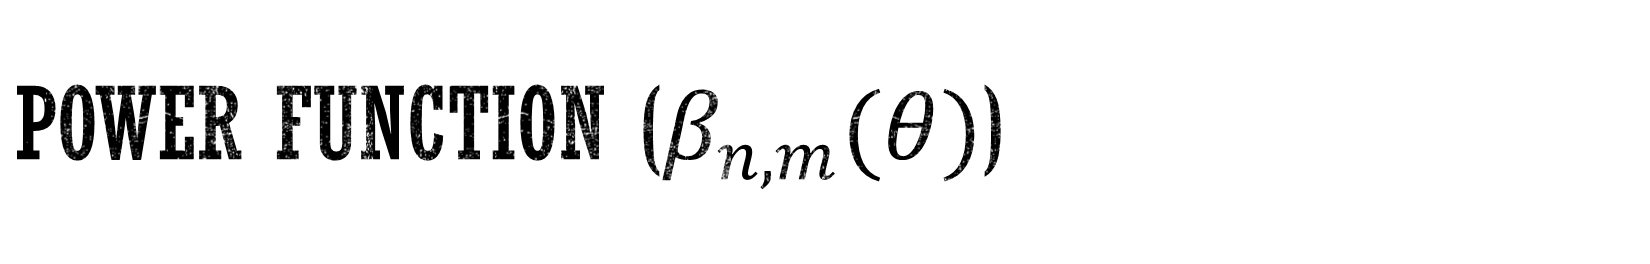 POWER FUNCTION (β_{n,m}(θ))